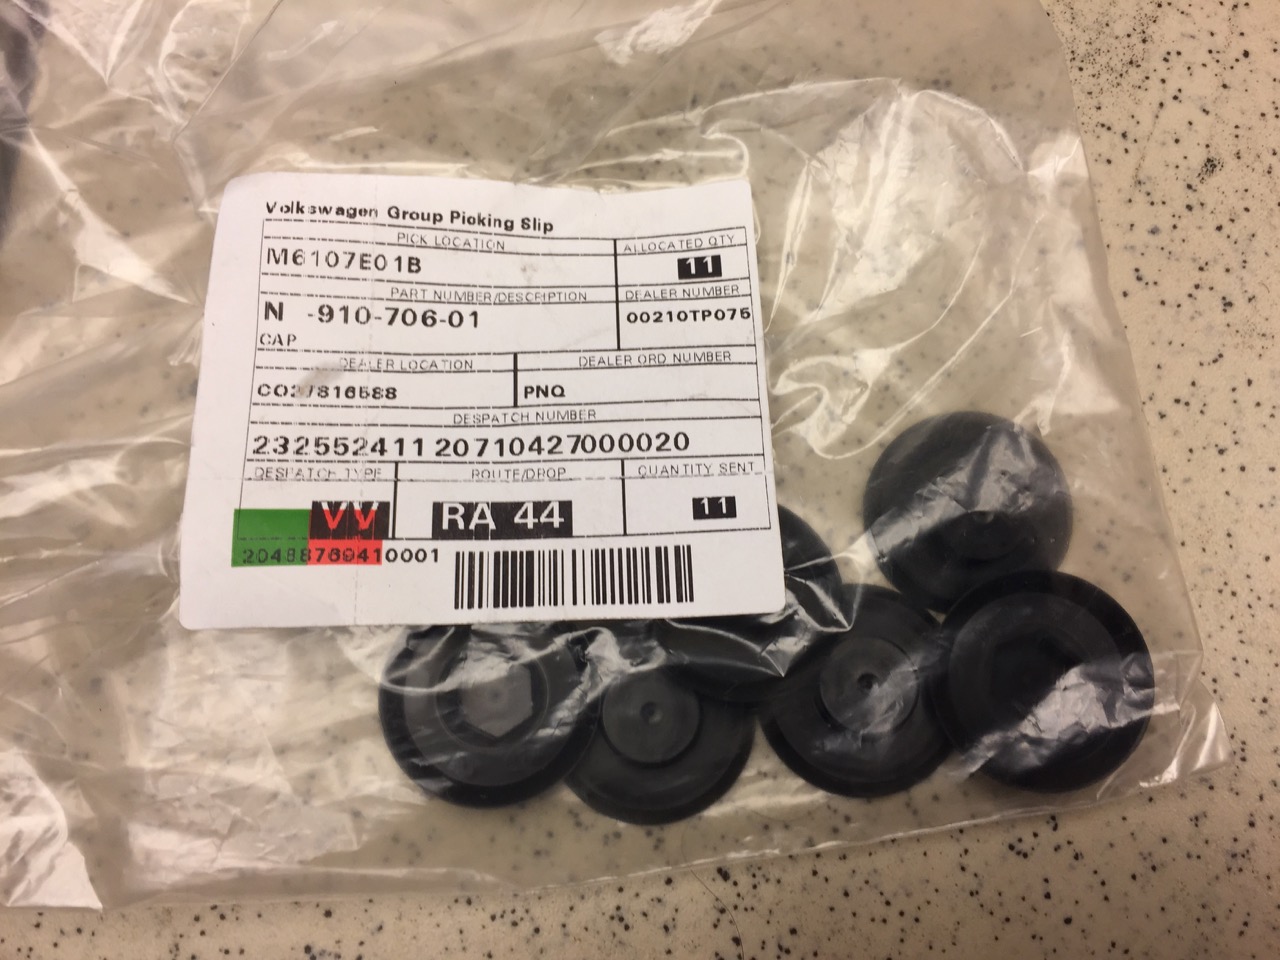 Volkswagen Group Picking Slip
PICK LOCATION
ALLOCATED QTY
M6107E01B
11
PART NUMBER/DESCRIPTION
DEALER NUMBER
N -910-706-01
00210TP075
CAP
DEALER LOCATION
DEALER ORD NUMBER
PNQ
DESPATCH NUMBER
23255241120710427000020
DESPATCH TYPE
ROUTE/DROP
QUANTITY SENT
VV
RA 44
11